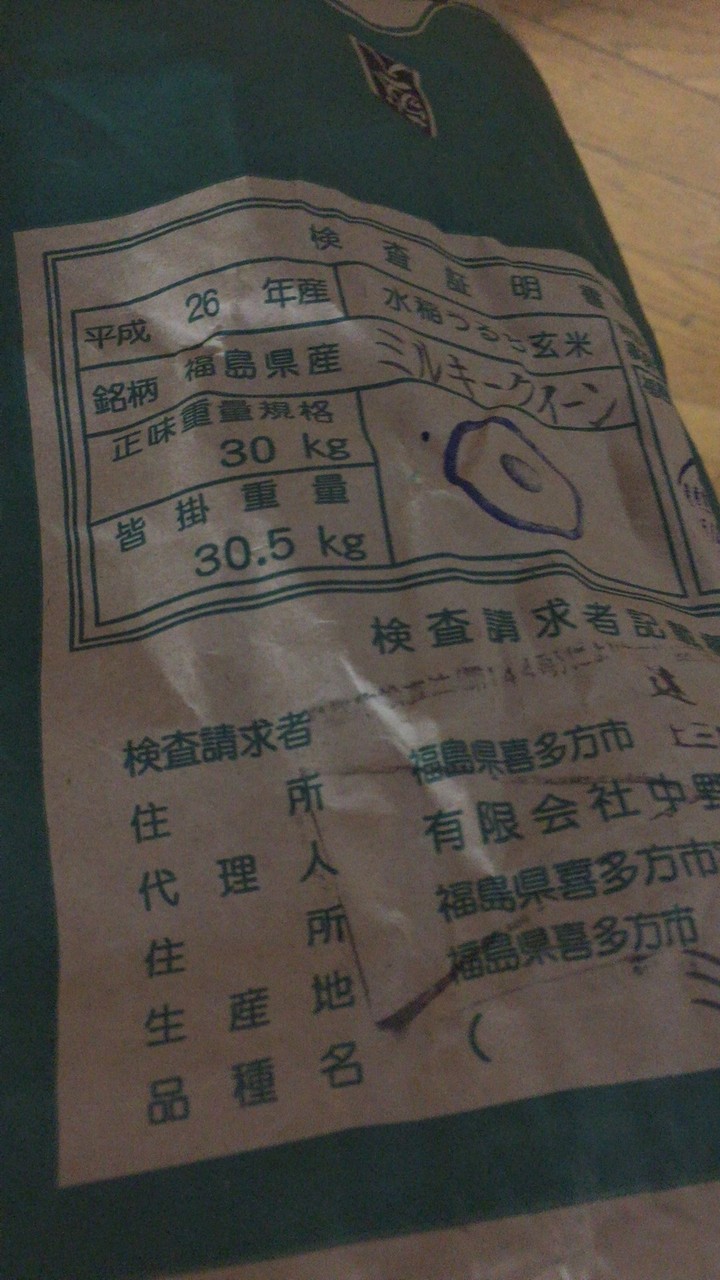 検査証明
平成 26 年産 水稲うるち玄米
銘柄 福島県産 ミルキークイーン
正味重量規格
30 kg
皆掛重量
30.5 kg
検査請求者記載
検査請求者
住所 福島県喜多方市 上三
代理人 有限会社中野
住所 福島県喜多方市
生産地 福島県喜多方市
品種名 (